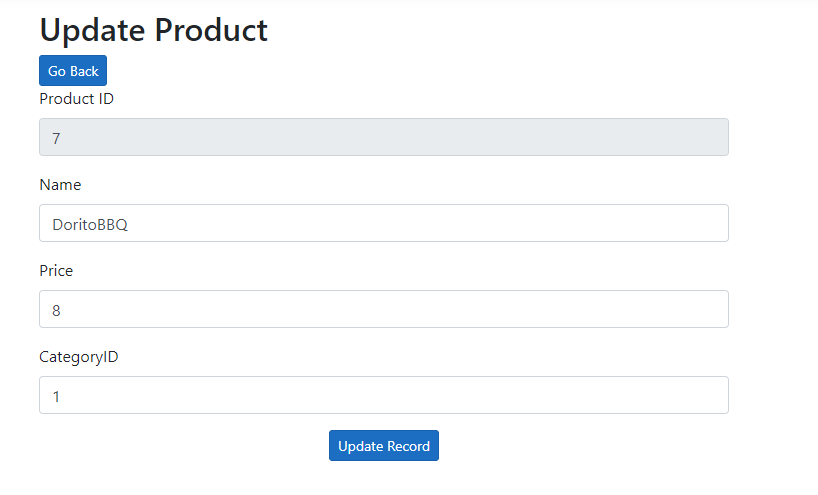 Update Product
Go Back
Product ID
7
Name
DoritoBBQ
Price
8
CategoryID
1
Update Record